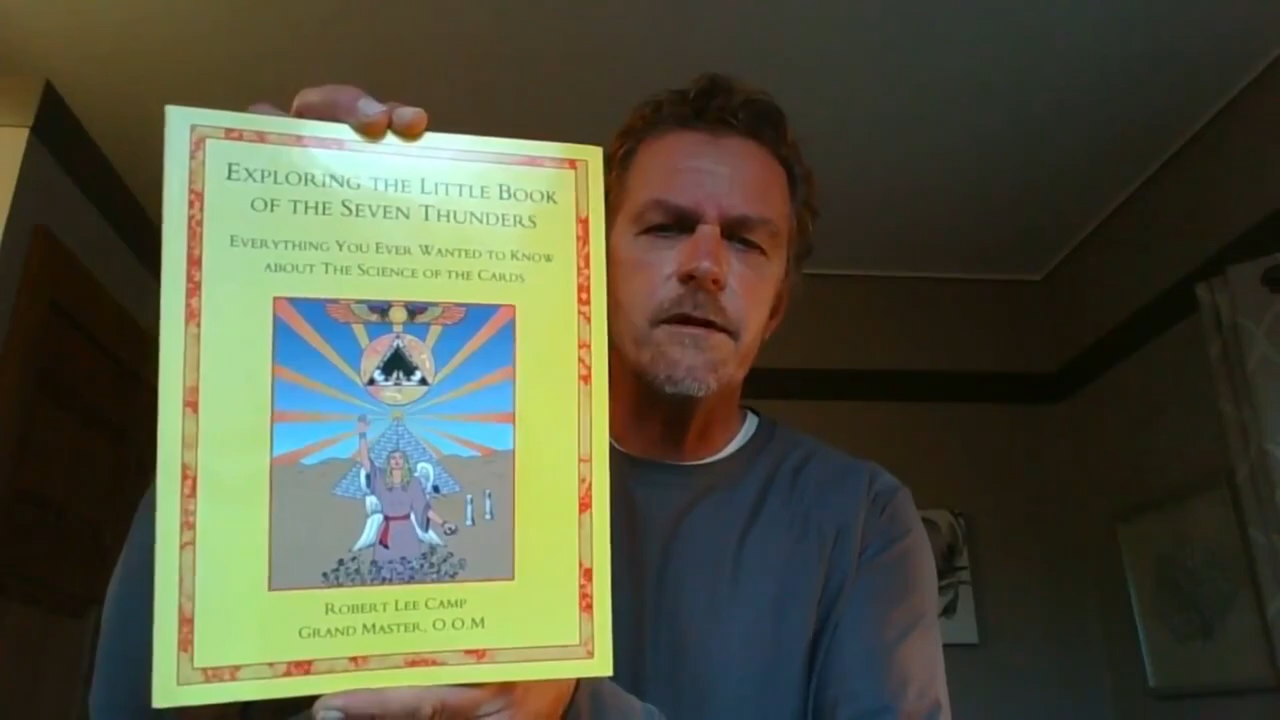 EXPLORING THE LITTLE BOOK
OF THE SEVEN THUNDERS
EVERYTHING YOU EVER WANTED TO KNOW
ABOUT THE SCIENCE OF THE CARDS
ROBERT LEE CAMP
GRAND MASTER, O.O.M